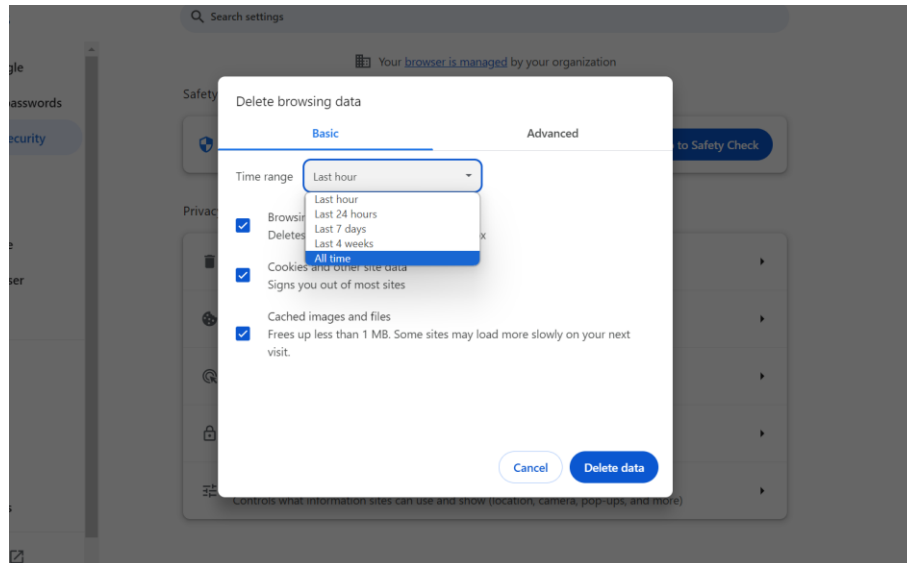 Search settings
gle
Your browser is managed by your organization
asswords
Safety
Delete browsing data
ecurity
Basic
Advanced
to Safety Check
Time range
Last hour
Last hour
Last 24 hours
Last 7 days
Last 4 weeks
All time
Privac
Browsin
Deletes
x
Cookies and other site data
Signs you out of most sites
ser
Cached images and files
Frees up less than 1 MB. Some sites may load more slowly on your next
visit.
Cancel
Delete data
Controls what information sites can use and show (location, camera, pop-ups, and more)